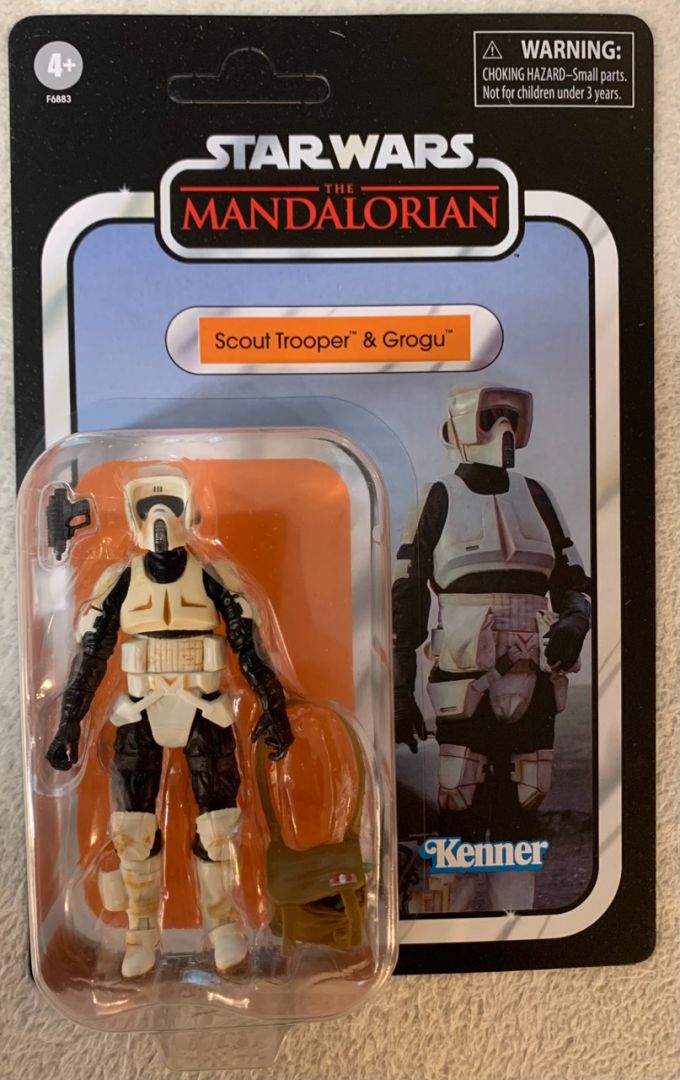 4+
F6883
⚠ WARNING:
CHOKING HAZARD–Small parts.
Not for children under 3 years.
STAR WARS
THE
MANDALORIAN™
Scout Trooper™ & Grogu™
Kenner